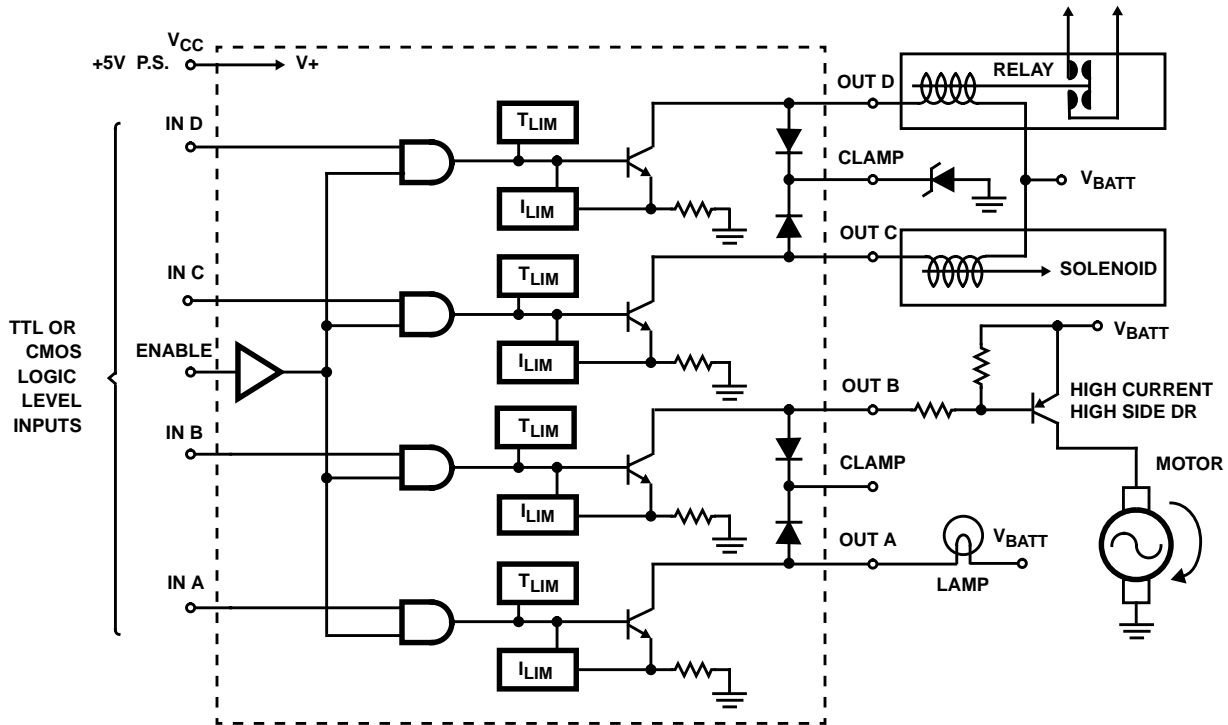 VCC
+5V P.S.
V+
IN D
TLIM
ILIM
OUT D
RELAY
CLAMP
VBATT
IN C
TLIM
ILIM
OUT C
SOLENOID
TTL OR
CMOS
LOGIC
LEVEL
INPUTS
ENABLE
VBATT
OUT B
HIGH CURRENT
HIGH SIDE DR
IN B
TLIM
ILIM
CLAMP
MOTOR
OUT A
VBATT
LAMP
IN A
TLIM
ILIM